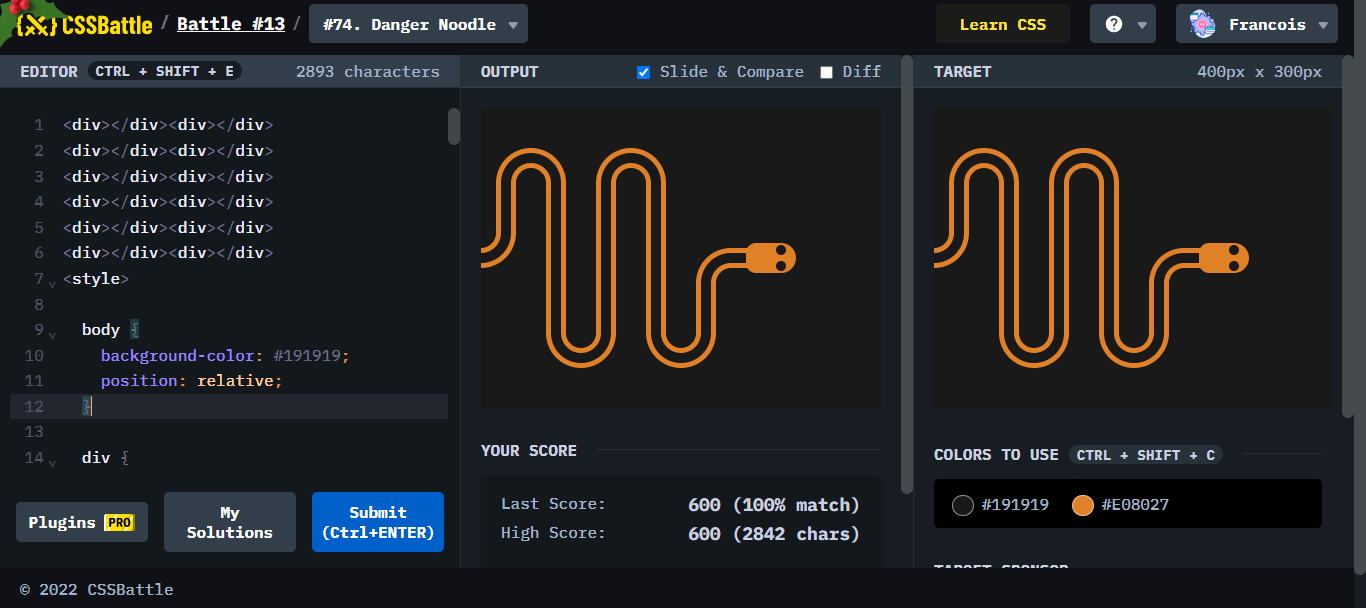 CSSBattle / Battle #13 / #74. Danger Noodle Learn CSS ? Francois
EDITOR CTRL + SHIFT + E 2893 characters
1 <div></div><div></div>
2 <div></div><div></div>
3 <div></div><div></div>
4 <div></div><div></div>
5 <div></div><div></div>
6 <div></div><div></div>
7 <style>
8
9 body {
10 background-color: #191919;
11 position: relative;
12 }
13
14 div {
Plugins PRO
My Solutions
Submit (Ctrl+ENTER)
OUTPUT Slide & Compare Diff
YOUR SCORE
Last Score: 600 (100% match)
High Score: 600 (2842 chars)
TARGET 400px x 300px
COLORS TO USE CTRL + SHIFT + C
#191919 #E08027
TARGET SPONSOR
© 2022 CSSBattle